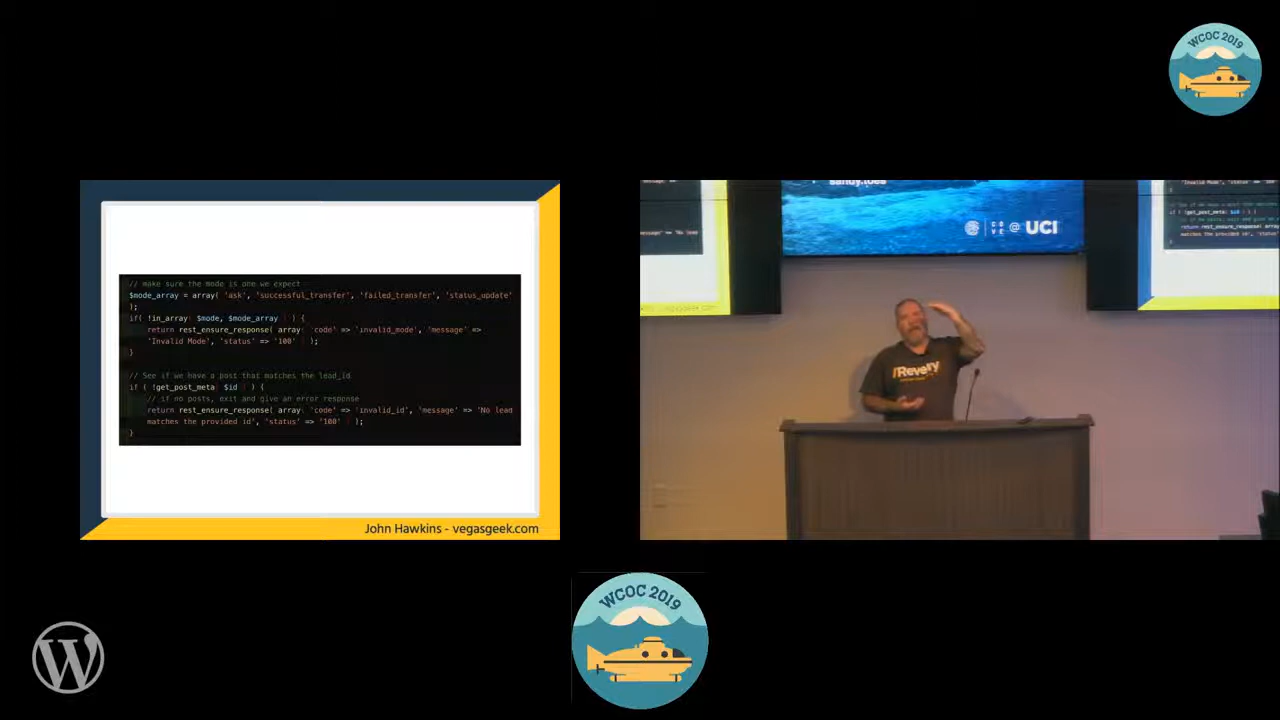 WCOC 2019
// make sure the mode is one we expect
$mode_array = array( 'ask', 'successful_transfer', 'failed_transfer', 'status_update'
);
if( !in_array( $mode, $mode_array ) ) {
return rest_ensure_response( array( 'code' => 'invalid_mode', 'message' =>
'Invalid Mode', 'status' => '100' ) );
}
// See if we have a post that matches the lead_id
if ( !get_post_meta( $id ) ) {
// if no posts, exit and give an error response
return rest_ensure_response( array( 'code' => 'invalid_id', 'message' => 'No lead
matches the provided id', 'status' => '100' ) );
}
John Hawkins - vegasgeek.com
sandy.toes
@ UCI
/Revelry
WCOC 2019
W